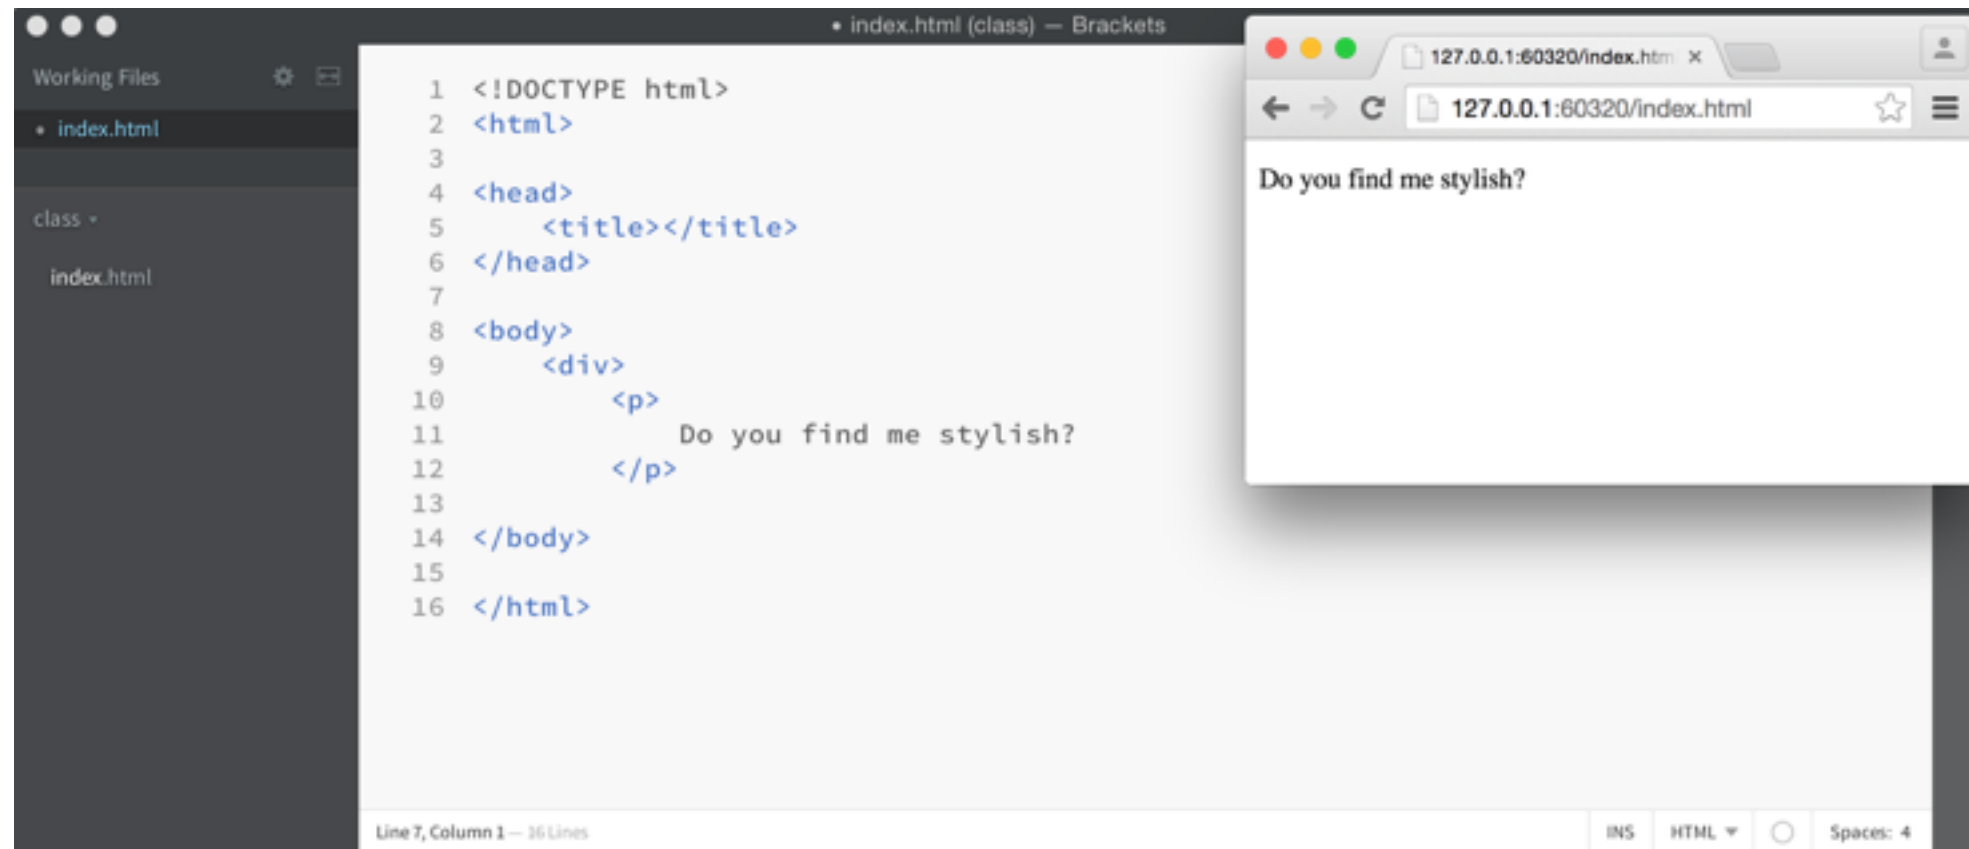 • index.html (class) — Brackets
Working Files
• index.html
class
index.html
1 <!DOCTYPE html>
2 <html>
3
4 <head>
5     <title></title>
6 </head>
7
8 <body>
9     <div>
10         <p>
11             Do you find me stylish?
12         </p>
13
14 </body>
15
16 </html>
Line 7, Column 1 — 16 Lines
INS HTML Spaces: 4
127.0.0.1:60320/index.htm ×
127.0.0.1:60320/index.html
Do you find me stylish?